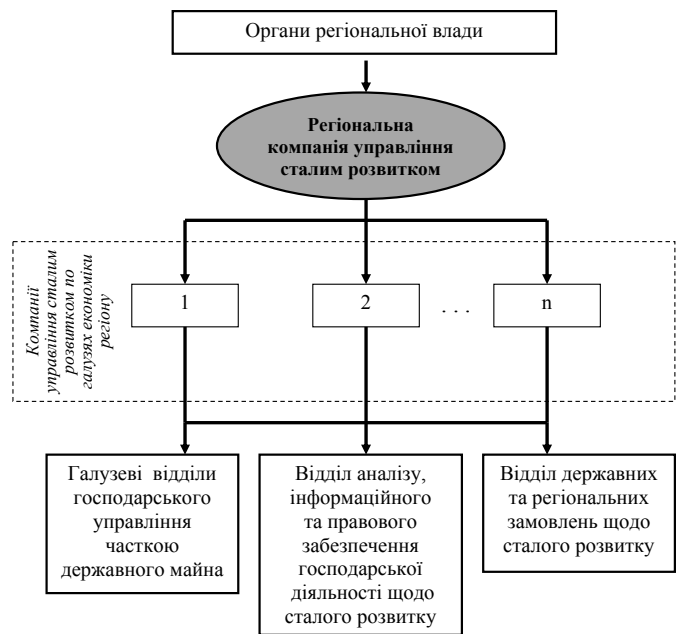 Органи регіональної влади
Регіональна
компанія управління
сталим розвитком
Компанії
управління сталим
розвитком по
галузях економіки
регіону
1
2
. . .
n
Галузеві відділи
господарського
управління
часткою
державного майна
Відділ аналізу,
інформаційного
та правового
забезпечення
господарської
діяльності щодо
сталого розвитку
Відділ державних
та регіональних
замовлень щодо
сталого розвитку